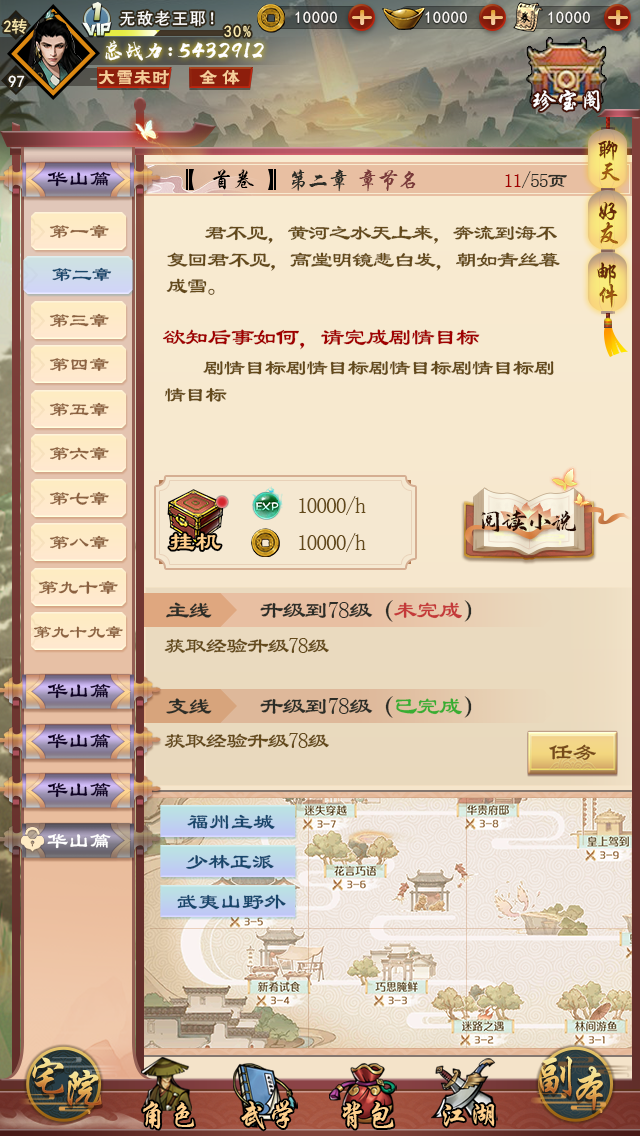 2转
1
VIP
无敌老王耶！
30%
10000
10000
10000
总战力:5432912
97
大雪未时
全体
珍宝阁
聊天
好友
邮件
华山篇
第一章
第二章
第三章
第四章
第五章
第六章
第七章
第八章
第九十章
第九十九章
华山篇
华山篇
华山篇
华山篇
【首卷】第二章 章节名
11/55页
君不见，黄河之水天上来，奔流到海不
复回君不见，高堂明镜悲白发，朝如青丝暮
成雪。
欲知后事如何，请完成剧情目标
剧情目标剧情目标剧情目标剧情目标剧
情目标
挂机
EXP
10000/h
10000/h
阅读小说
主线
升级到78级（未完成）
获取经验升级78级
支线
升级到78级（已完成）
获取经验升级78级
任务
福州主城
少林正派
武夷山野外
迷失穿越
3-7
华贵府邸
3-8
皇上驾到
3-9
花言巧语
3-6
3-5
新肴试食
3-4
巧思腌鲜
3-3
迷路之遇
3-2
林间游鱼
3-1
宅院
角色
武学
背包
江湖
副本